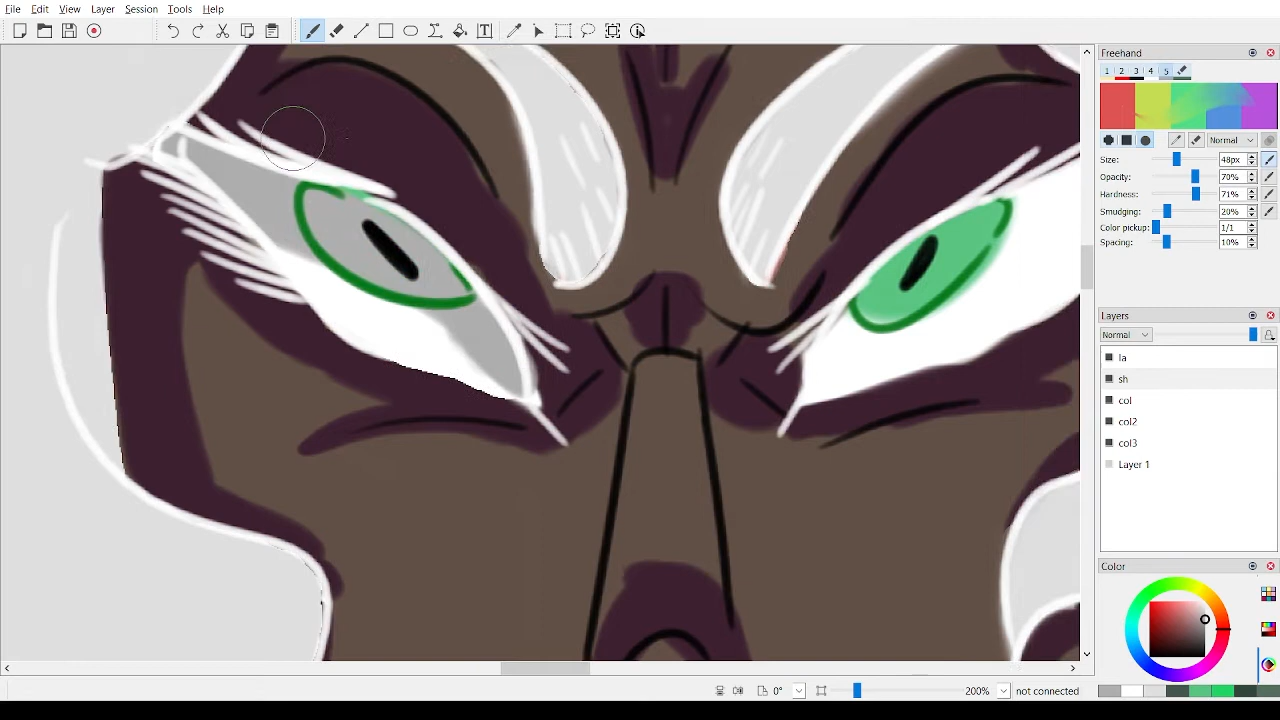 File Edit View Layer Session Tools Help
Freehand
1 2 3 4 5
Normal
Size: 48px
Opacity: 70%
Hardness: 71%
Smudging: 20%
Color pickup: 1/1
Spacing: 10%
Layers
Normal
la
sh
col
col2
col3
Layer 1
Color
0° 200% not connected